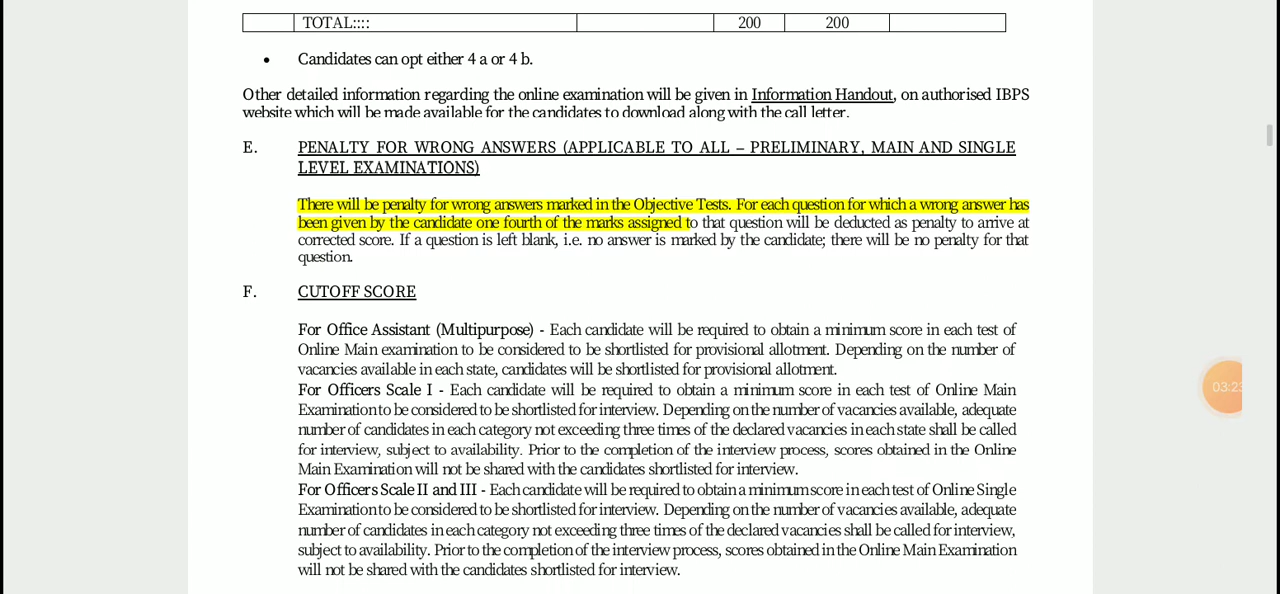 TOTAL:::: 200 200
• Candidates can opt either 4 a or 4 b.
Other detailed information regarding the online examination will be given in Information Handout, on authorised IBPS
website which will be made available for the candidates to download along with the call letter.
E. PENALTY FOR WRONG ANSWERS (APPLICABLE TO ALL – PRELIMINARY, MAIN AND SINGLE
LEVEL EXAMINATIONS)
There will be penalty for wrong answers marked in the Objective Tests. For each question for which a wrong answer has
been given by the candidate one fourth of the marks assigned to that question will be deducted as penalty to arrive at
corrected score. If a question is left blank, i.e. no answer is marked by the candidate; there will be no penalty for that
question.
F. CUTOFF SCORE
For Office Assistant (Multipurpose) - Each candidate will be required to obtain a minimum score in each test of
Online Main examination to be considered to be shortlisted for provisional allotment. Depending on the number of
vacancies available in each state, candidates will be shortlisted for provisional allotment.
For Officers Scale I - Each candidate will be required to obtain a minimum score in each test of Online Main
Examination to be considered to be shortlisted for interview. Depending on the number of vacancies available, adequate
number of candidates in each category not exceeding three times of the declared vacancies in each state shall be called
for interview, subject to availability. Prior to the completion of the interview process, scores obtained in the Online
Main Examination will not be shared with the candidates shortlisted for interview.
For Officers Scale II and III - Each candidate will be required to obtain a minimum score in each test of Online Single
Examination to be considered to be shortlisted for interview. Depending on the number of vacancies available, adequate
number of candidates in each category not exceeding three times of the declared vacancies shall be called for interview,
subject to availability. Prior to the completion of the interview process, scores obtained in the Online Main Examination
will not be shared with the candidates shortlisted for interview.
03:23